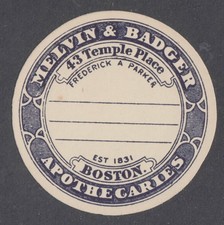 MELVIN & BADGER
43 Temple Place
FREDERICK A PARKER
EST 1831
BOSTON.
APOTHECARIES